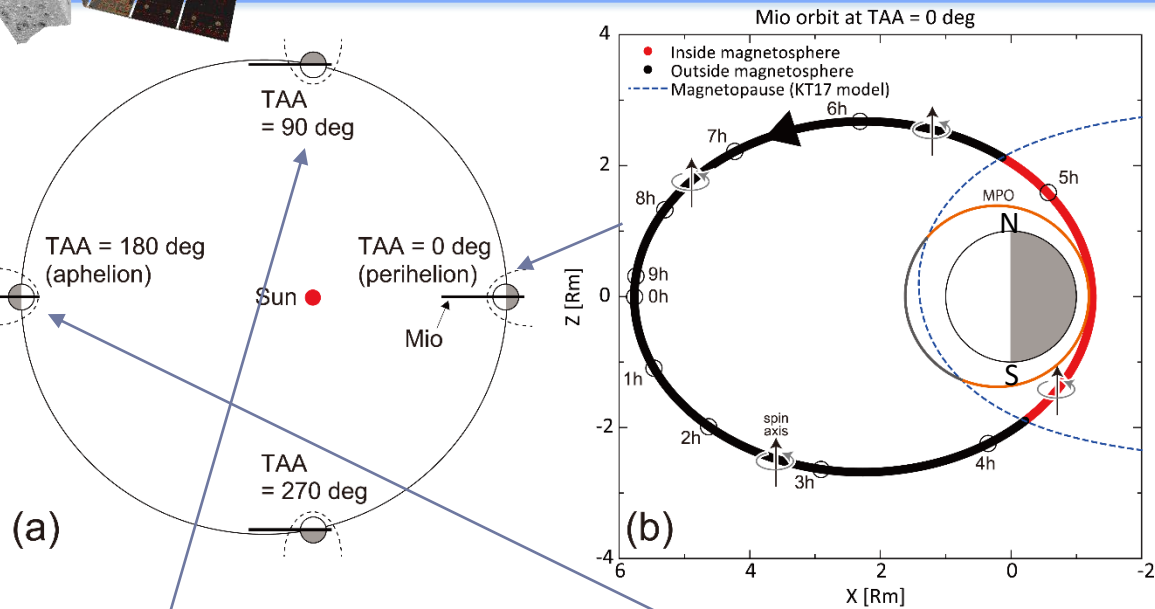 TAA
= 90 deg
TAA = 180 deg
(aphelion)
TAA = 0 deg
(perihelion)
Sun
Mio
TAA
= 270 deg
(a)
Mio orbit at TAA = 0 deg
Inside magnetosphere
Outside magnetosphere
Magnetopause (KT17 model)
6h
7h
5h
8h
MPO
N
9h
0h
S
1h
2h
spin
axis
3h
4h
(b)
4
2
0
-2
-4
Z [Rm]
6
4
2
0
-2
X [Rm]